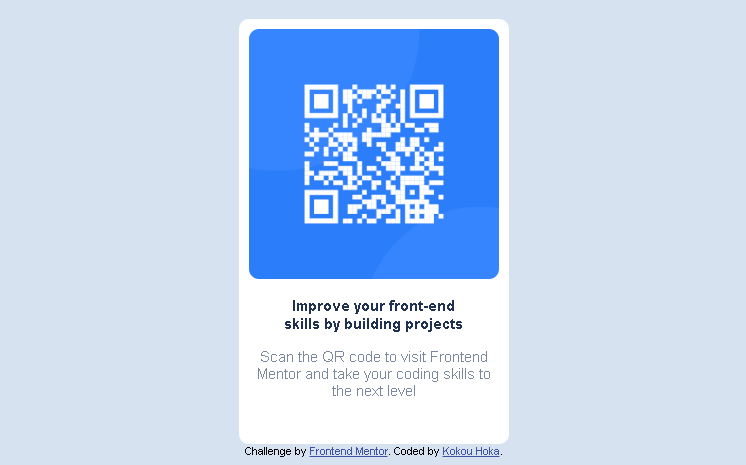 Improve your front-end
skills by building projects
Scan the QR code to visit Frontend
Mentor and take your coding skills to
the next level
Challenge by Frontend Mentor. Coded by Kokou Hoka.